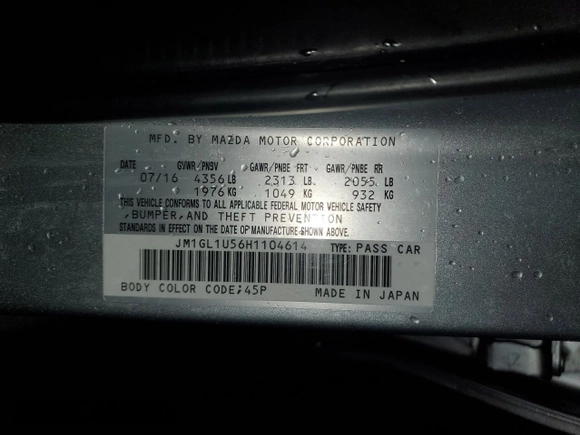 MFD. BY MAZDA MOTOR CORPORATION
DATE GVWR/PNBV GAWR/PNBE FRT GAWR/PNBE RR
07/16 4356 LB 2313 LB. 2055 LB.
1976 KG 1049 KG 932 KG
THIS VEHICLE CONFORMS TO ALL APPLICABLE FEDERAL MOTOR VEHICLE SAFETY
,BUMPER,AND THEFT PREVENTION
STANDARDS IN EFFECT ON THE DATE OF MANUFACTURE SHOWN ABOVE.
JM1GL1U56H1104614 TYPE: PASS CAR
BODY COLOR CODE;45P MADE IN JAPAN